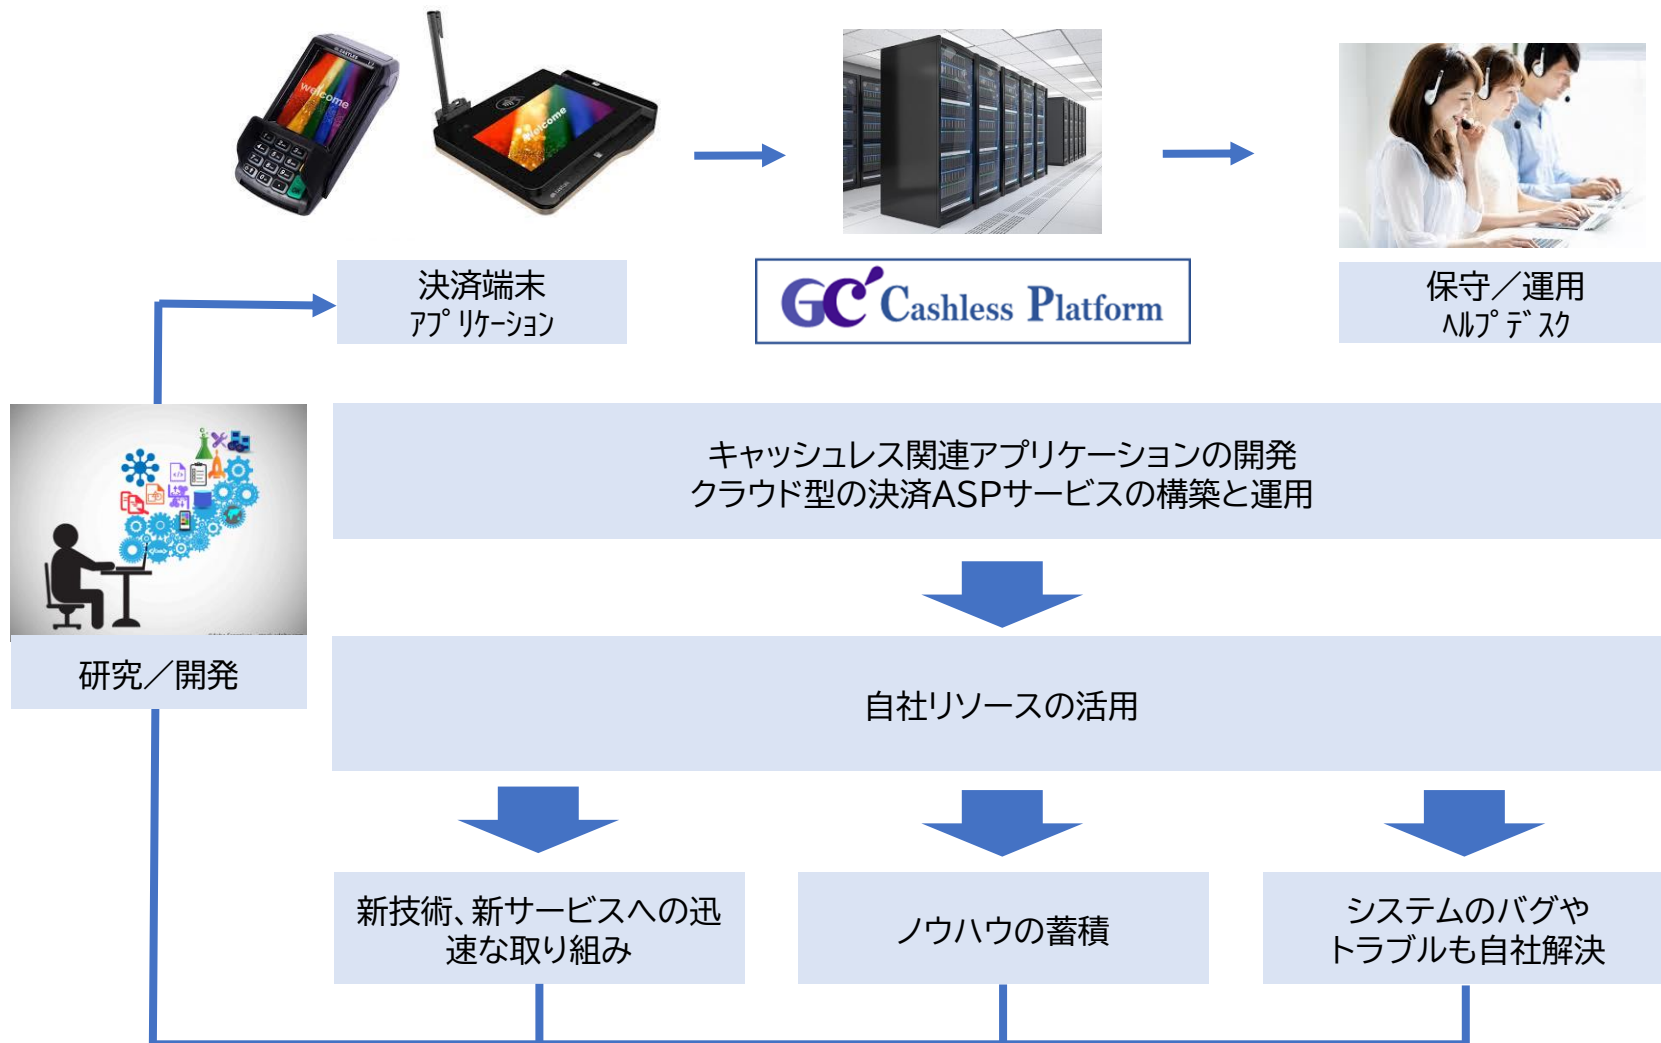 welcome
welcome
決済端末
ｱﾌﾟﾘｹｰｼｮﾝ
GC' Cashless Platform
保守／運用
ﾍﾙﾌﾟﾃﾞｽｸ
キャッシュレス関連アプリケーションの開発
クラウド型の決済ASPサービスの構築と運用
研究／開発
自社リソースの活用
新技術、新サービスへの迅
速な取り組み
ノウハウの蓄積
システムのバグや
トラブルも自社解決